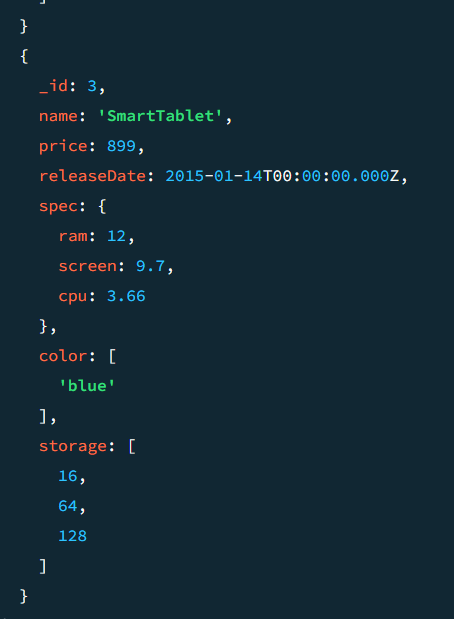 }
{
_id: 3,
name: 'SmartTablet',
price: 899,
releaseDate: 2015-01-14T00:00:00.000Z,
spec: {
ram: 12,
screen: 9.7,
cpu: 3.66
},
color: [
'blue'
],
storage: [
16,
64,
128
]
}